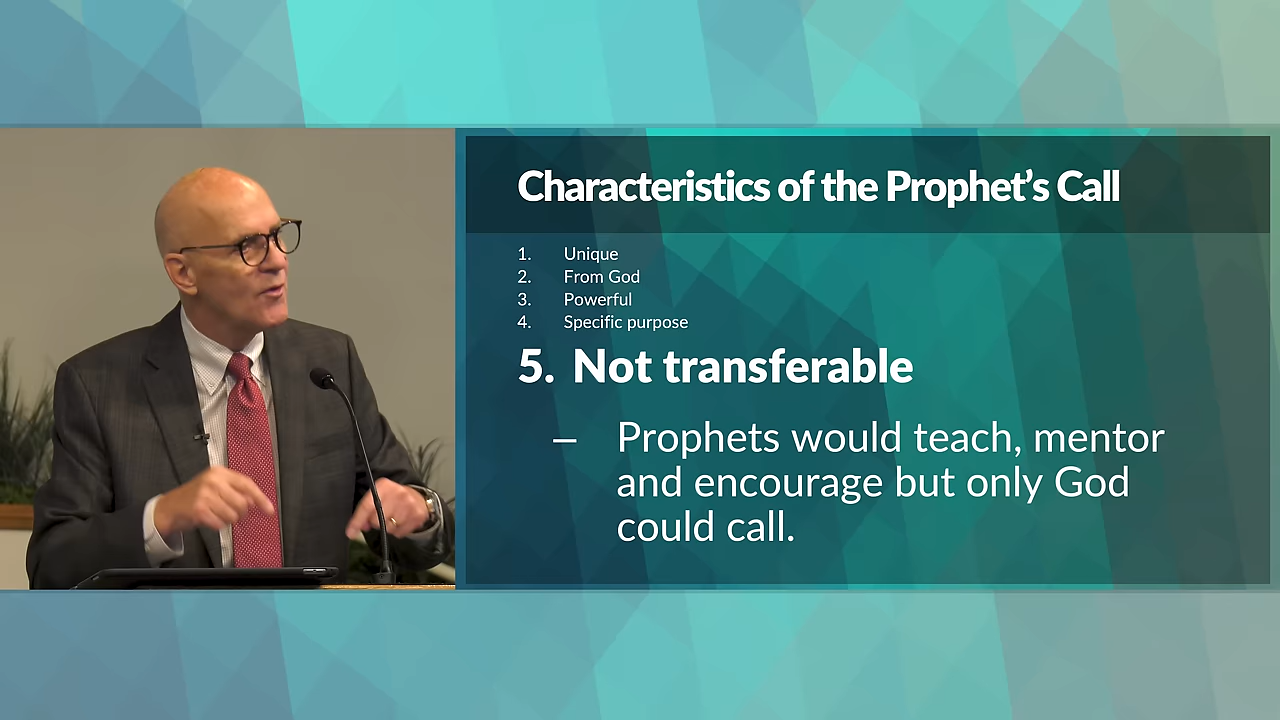 Characteristics of the Prophet’s Call
1. Unique
2. From God
3. Powerful
4. Specific purpose
5. Not transferable
– Prophets would teach, mentor
and encourage but only God
could call.